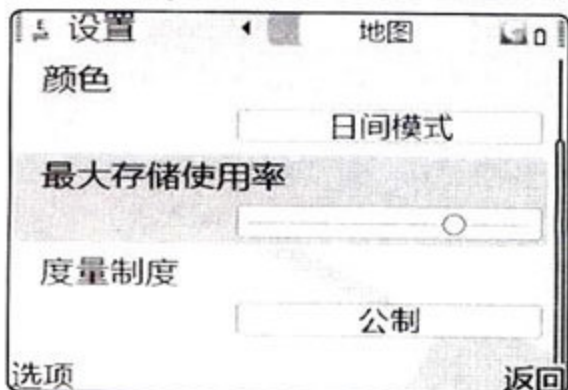 设置
地图
颜色
日间模式
最大存储使用率
度量制度
公制
选项
返回